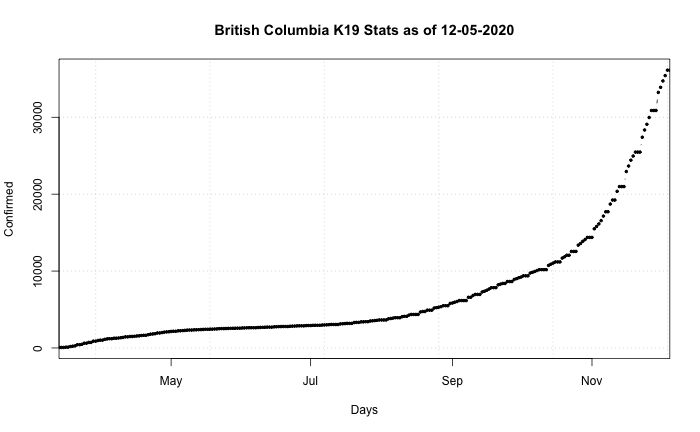 British Columbia K19 Stats as of 12-05-2020
Confirmed
30000
20000
10000
0
May Jul Sep Nov
Days